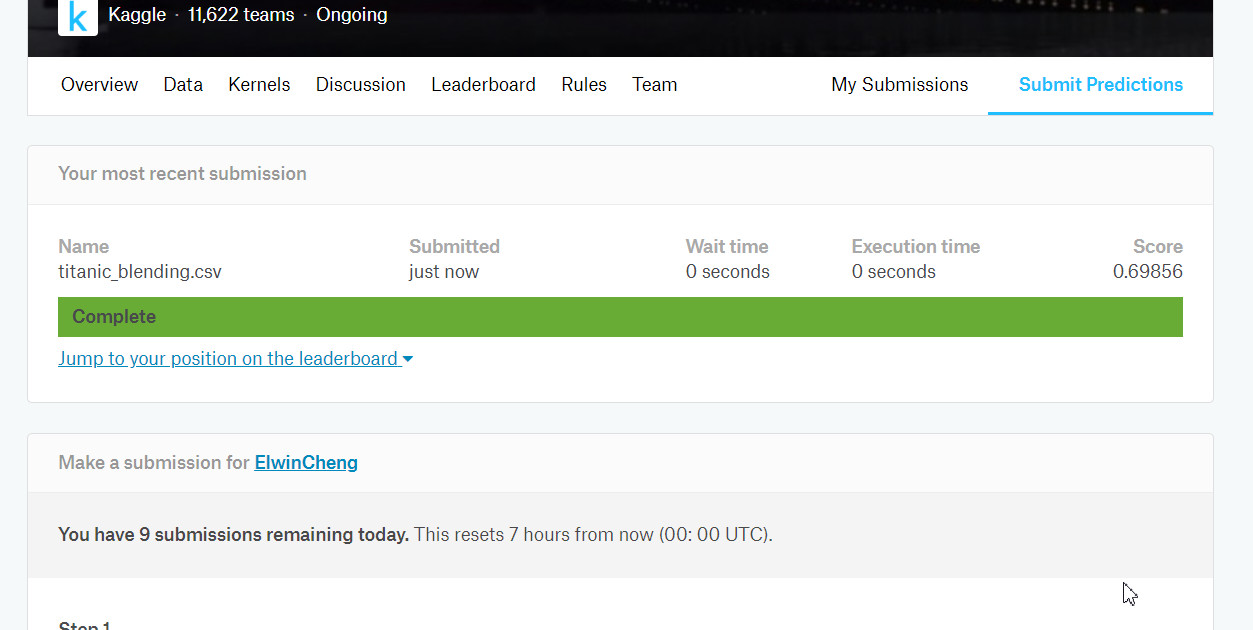 k Kaggle · 11,622 teams · Ongoing
Overview Data Kernels Discussion Leaderboard Rules Team My Submissions Submit Predictions
Your most recent submission
Name Submitted Wait time Execution time Score
titanic_blending.csv just now 0 seconds 0 seconds 0.69856
Complete
Jump to your position on the leaderboard
Make a submission for ElwinCheng
You have 9 submissions remaining today. This resets 7 hours from now (00: 00 UTC).
Step 1